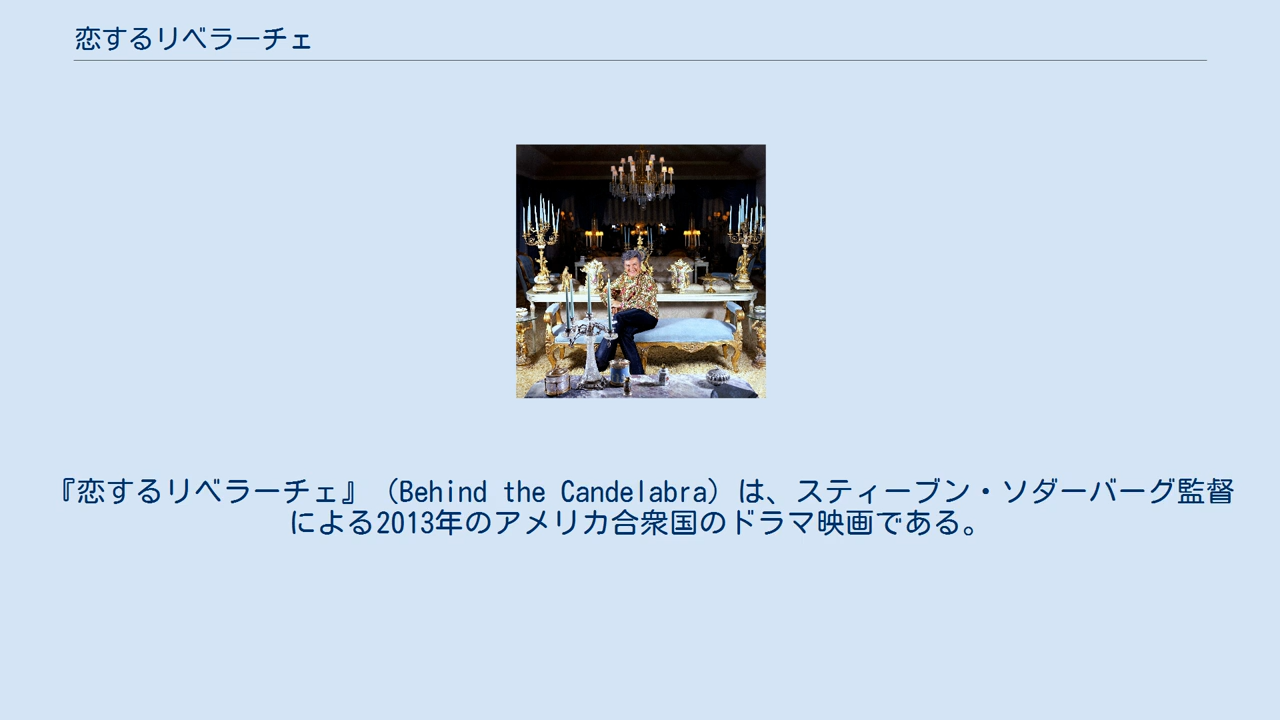 恋するリベラーチェ
『恋するリベラーチェ』（Behind the Candelabra）は、スティーブン・ソダーバーグ監督
による2013年のアメリカ合衆国のドラマ映画である。